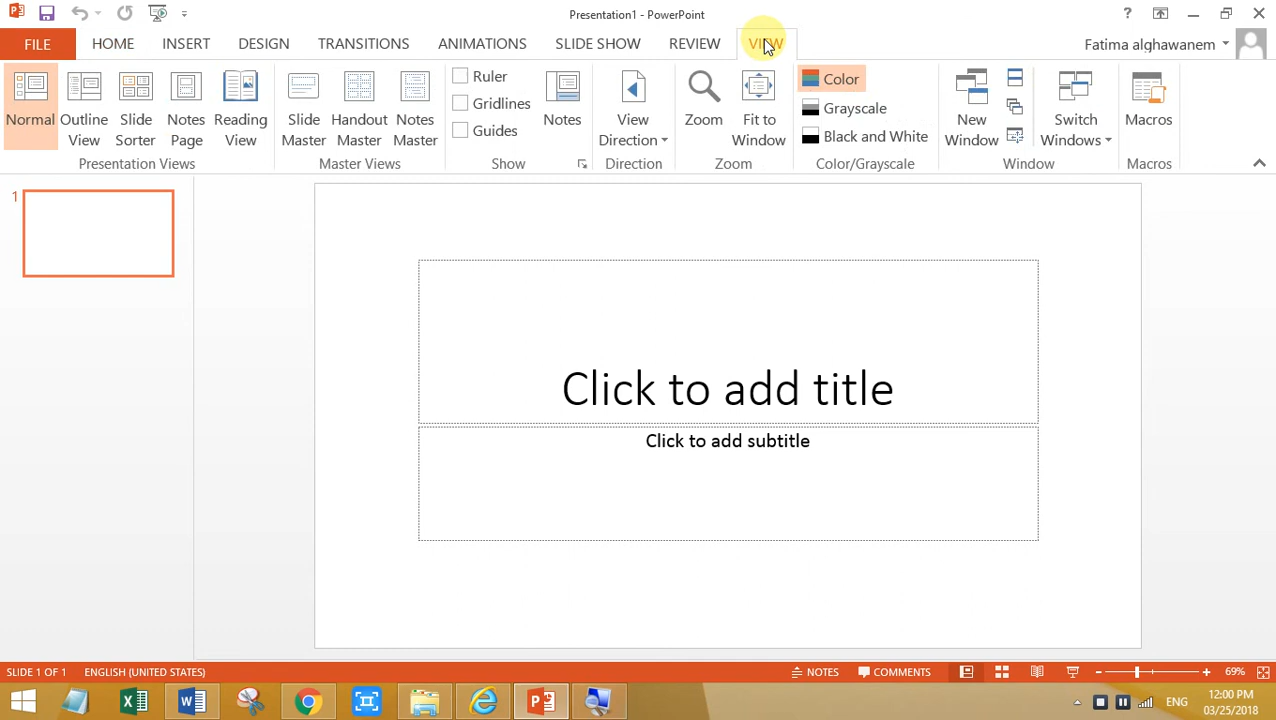 Presentation1 - PowerPoint
?
FILE HOME INSERT DESIGN TRANSITIONS ANIMATIONS SLIDE SHOW REVIEW VIEW Fatima alghawanem
Normal
Outline View
Slide Sorter
Notes Page
Reading View
Presentation Views
Slide Master
Handout Master
Notes Master
Master Views
Ruler
Gridlines
Guides
Show
Notes
View Direction
Direction
Zoom
Fit to Window
Zoom
Color
Grayscale
Black and White
Color/Grayscale
New Window
Switch Windows
Window
Macros
Macros
1
Click to add title
Click to add subtitle
SLIDE 1 OF 1 ENGLISH (UNITED STATES) NOTES COMMENTS 69%
ENG
12:00 PM
03/25/2018